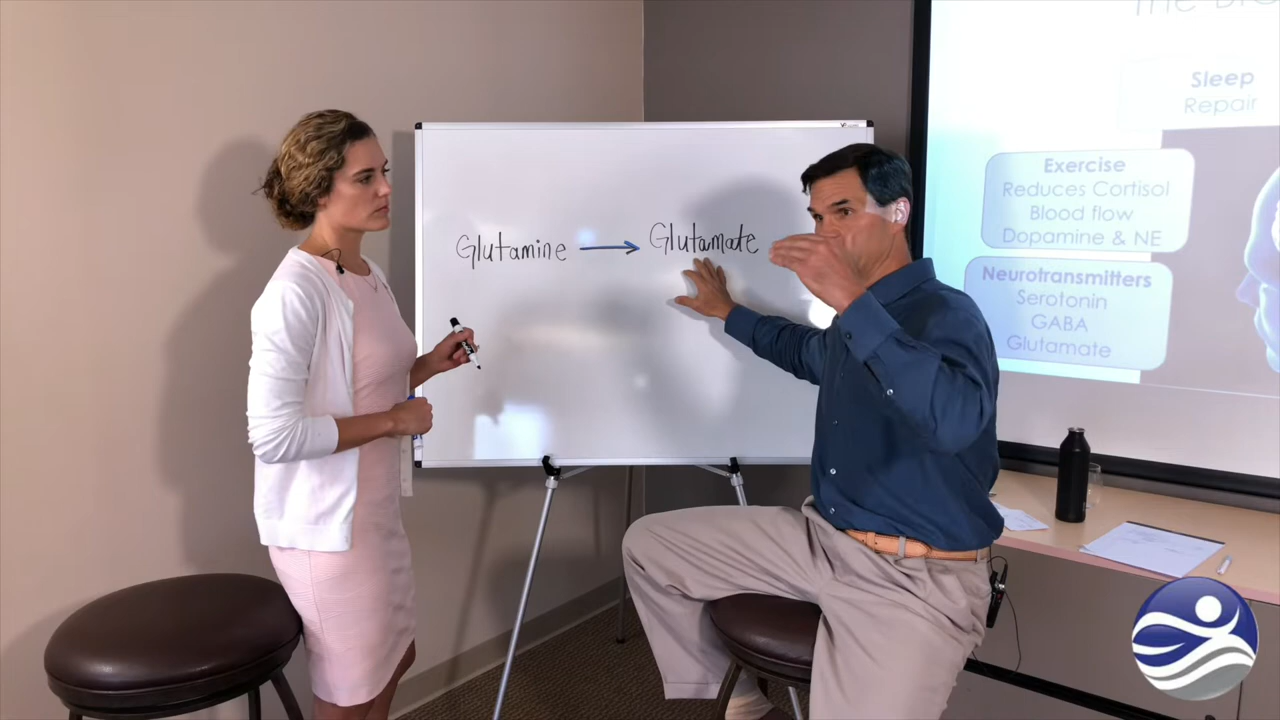 Glutamine → Glutamate
Sleep
Repair
Exercise
Reduces Cortisol
Blood flow
Dopamine & NE
Neurotransmitters
Serotonin
GABA
Glutamate